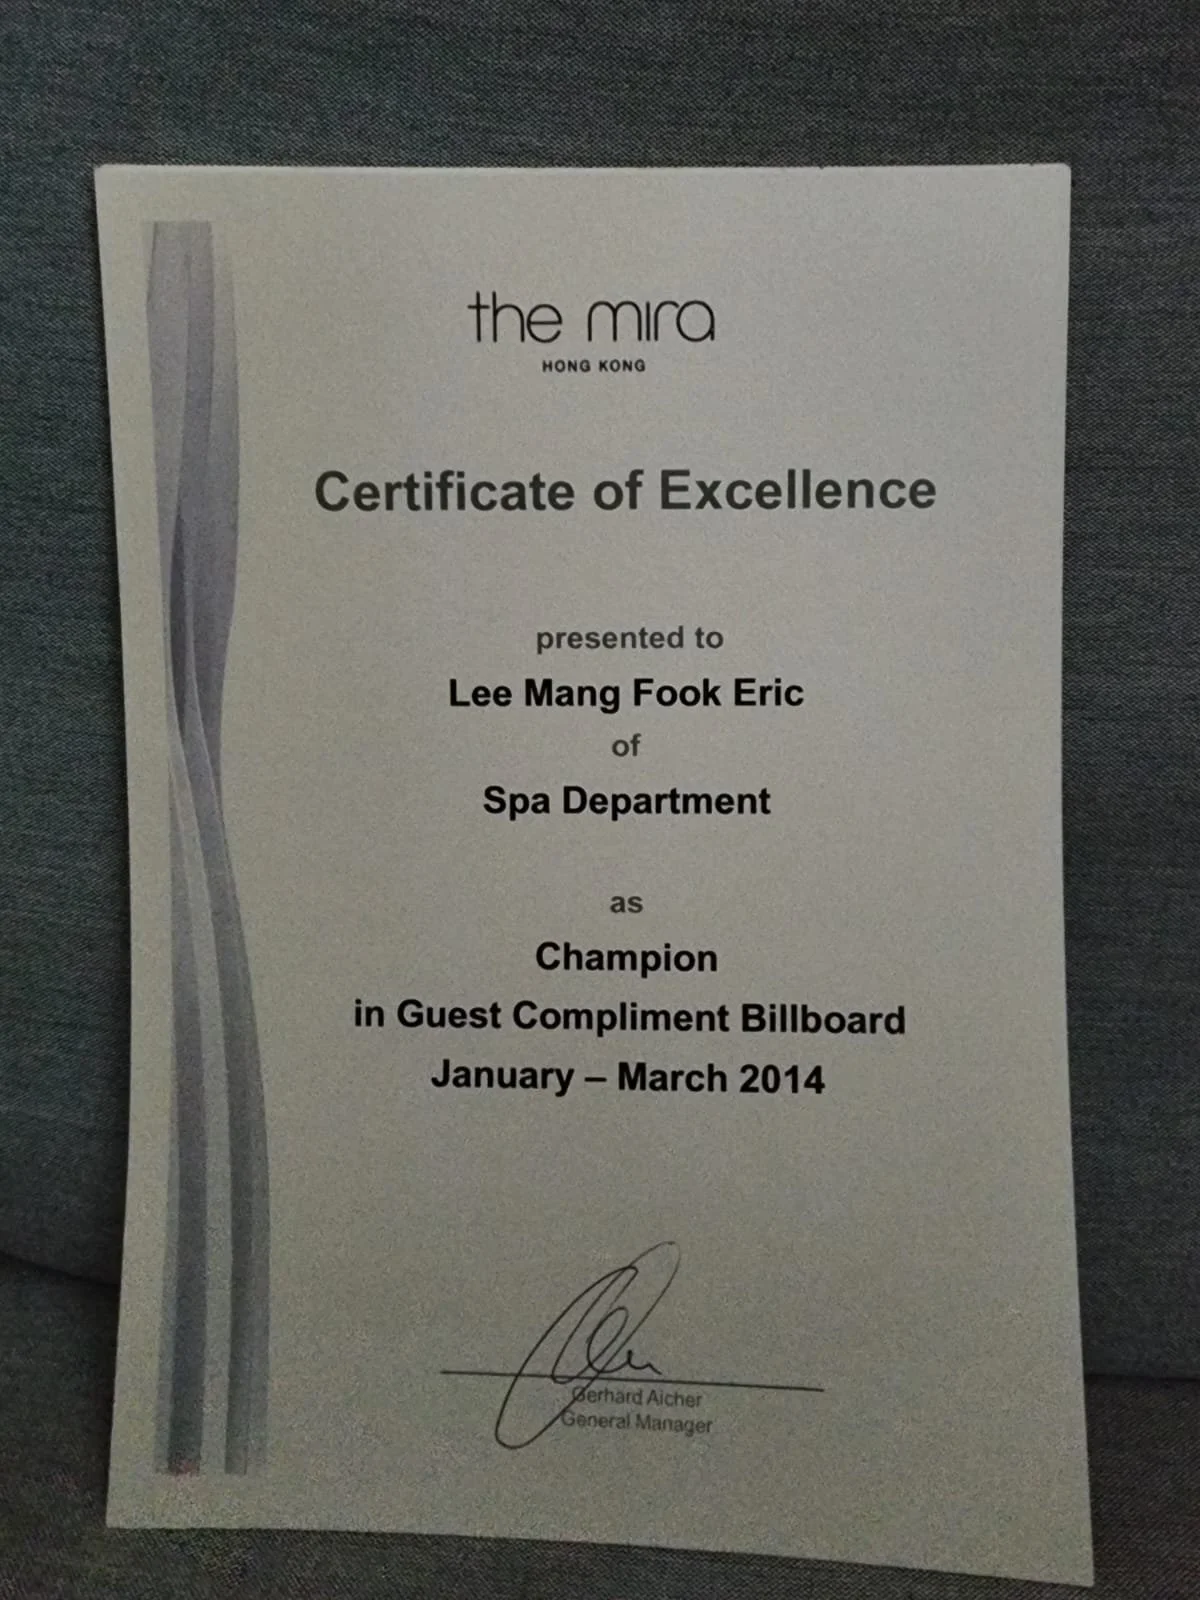 the mira
HONG KONG
Certificate of Excellence
presented to
Lee Mang Fook Eric
of
Spa Department
as
Champion
in Guest Compliment Billboard
January – March 2014
Gerhard Aicher
General Manager